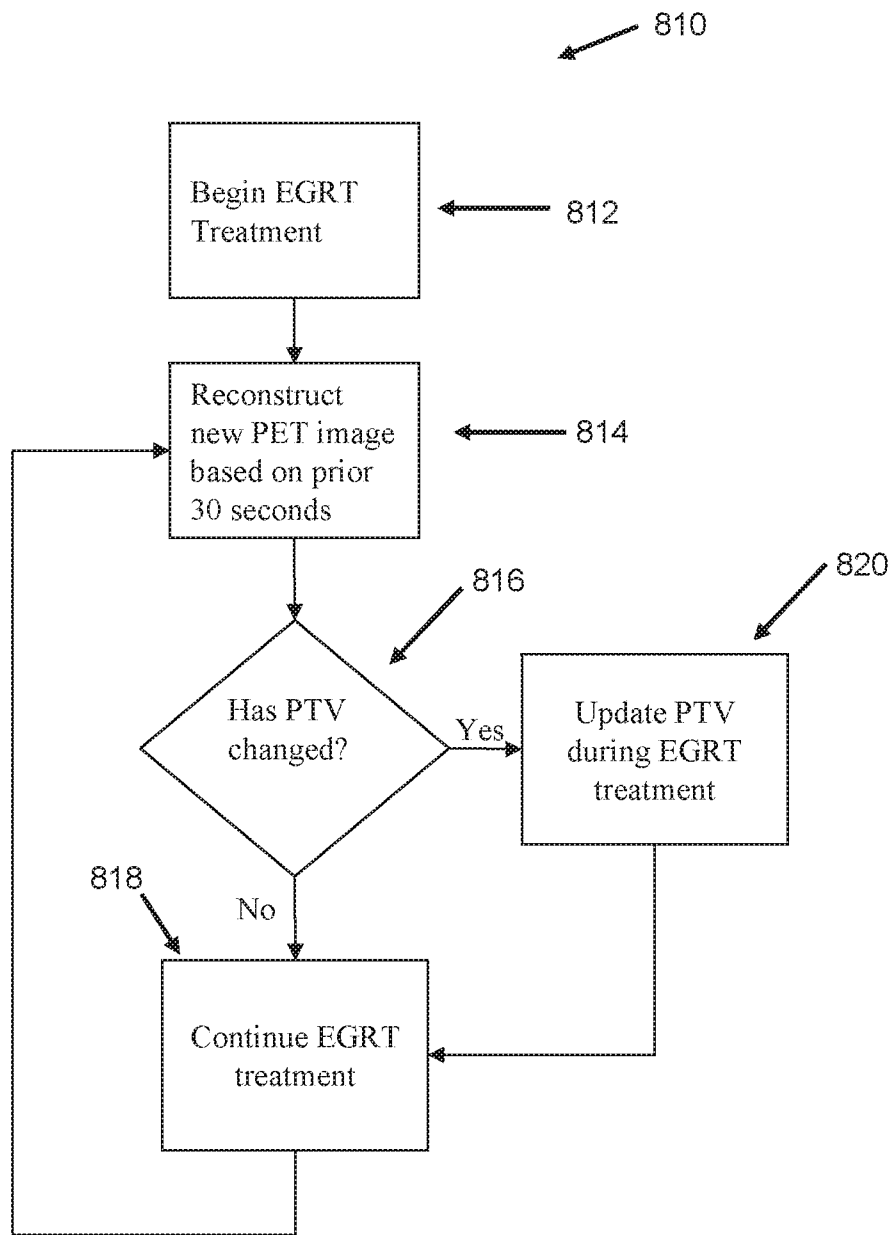 810
Begin EGRT
Treatment
812
Reconstruct
new PET image
based on prior
30 seconds
814
816
820
Has PTV
changed?
Yes
Update PTV
during EGRT
treatment
818
No
Continue EGRT
treatment